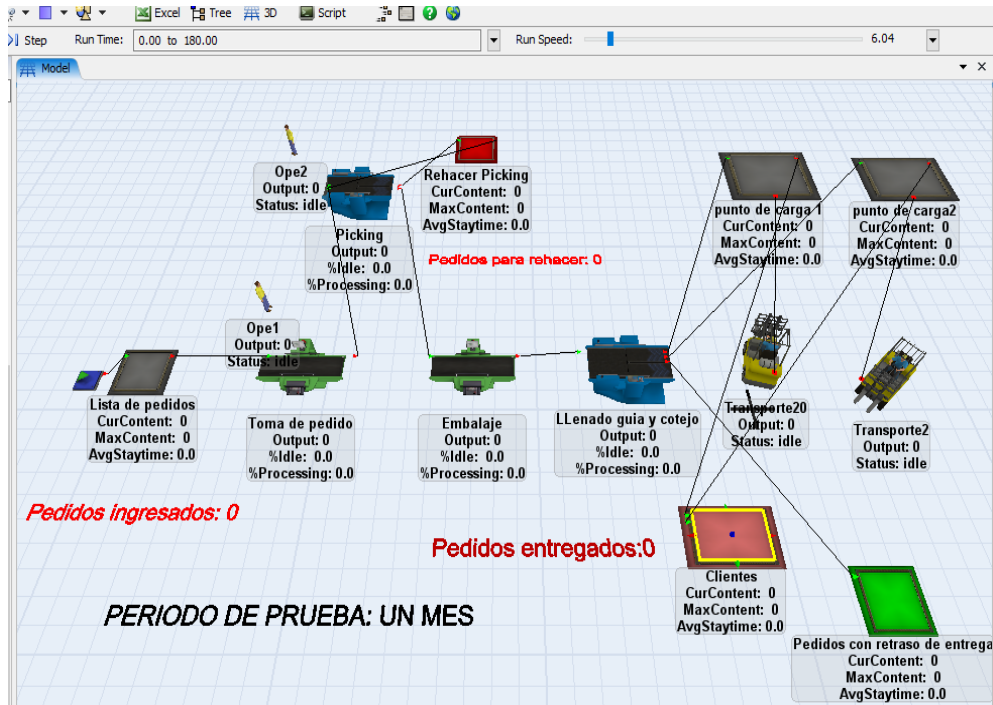 Excel Tree 3D Script
Step Run Time: 0.00 to 180.00 Run Speed: 6.04
Model
Ope2
Output: 0
Status: idle
Rehacer Picking
CurContent: 0
MaxContent: 0
AvgStaytime: 0.0
Picking
Output: 0
%Idle: 0.0
%Processing: 0.0
Pedidos para rehacer: 0
punto de carga 1
CurContent: 0
MaxContent: 0
AvgStaytime: 0.0
punto de carga2
CurContent: 0
MaxContent: 0
AvgStaytime: 0.0
Ope1
Output: 0
Status: idle
Lista de pedidos
CurContent: 0
MaxContent: 0
AvgStaytime: 0.0
Toma de pedido
Output: 0
%Idle: 0.0
%Processing: 0.0
Embalaje
Output: 0
%Idle: 0.0
%Processing: 0.0
LLenado guia y cotejo
Output: 0
%Idle: 0.0
%Processing: 0.0
Transporte20
Output: 0
Status: idle
Transporte2
Output: 0
Status: idle
Pedidos ingresados: 0
Pedidos entregados:0
Clientes
CurContent: 0
MaxContent: 0
AvgStaytime: 0.0
PERIODO DE PRUEBA: UN MES
Pedidos con retraso de entrega
CurContent: 0
MaxContent: 0
AvgStaytime: 0.0